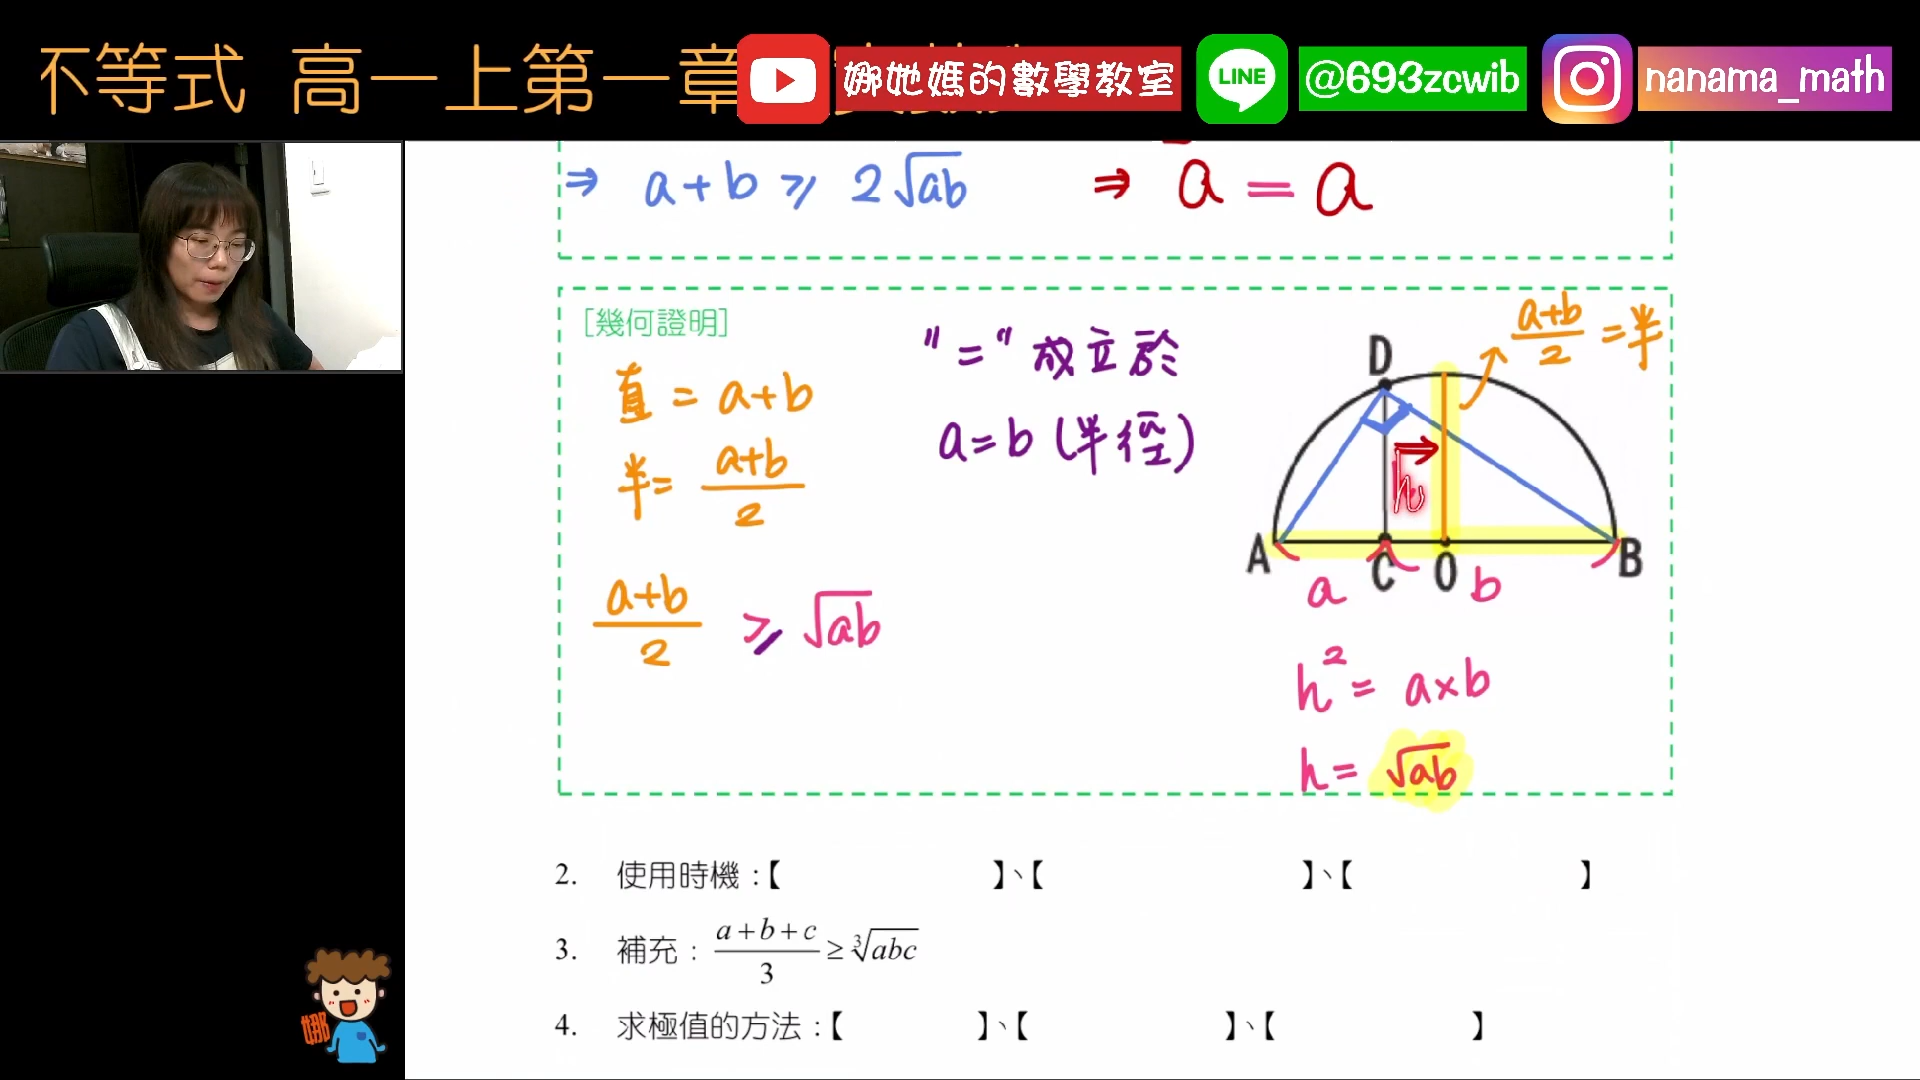 不等式 高一上第一章
娜她媽的數學教室
LINE
@693zcwib
nanama_math
⇒ a+b ≥ 2√ab ⇒ a = a
[幾何證明]
直 = a+b
半 = a+b/2
a+b/2 ≥ √ab
"=" 成立於
a=b (半徑)
a+b/2 = 半
D
h
A C O B
a b
h² = a×b
h = √ab
2. 使用時機:【 】、【 】、【 】
3. 補充: a+b+c/3 ≥ ∛abc
4. 求極值的方法:【 】、【 】、【 】
娜